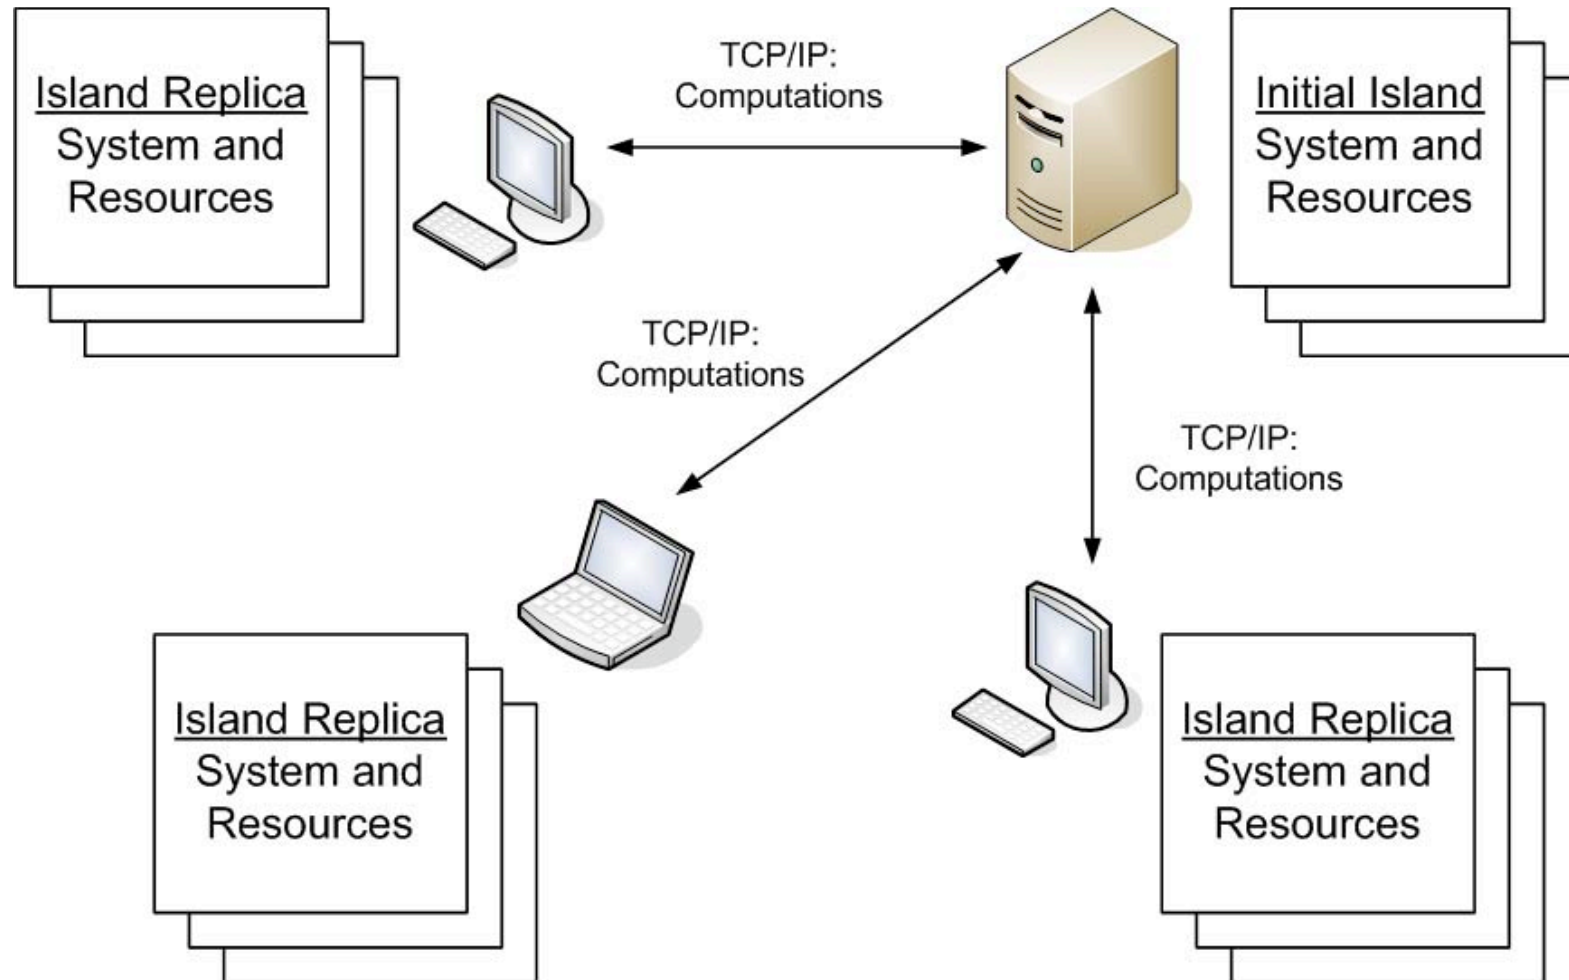 Island Replica
System and
Resources
TCP/IP:
Computations
Initial Island
System and
Resources
TCP/IP:
Computations
TCP/IP:
Computations
Island Replica
System and
Resources
Island Replica
System and
Resources